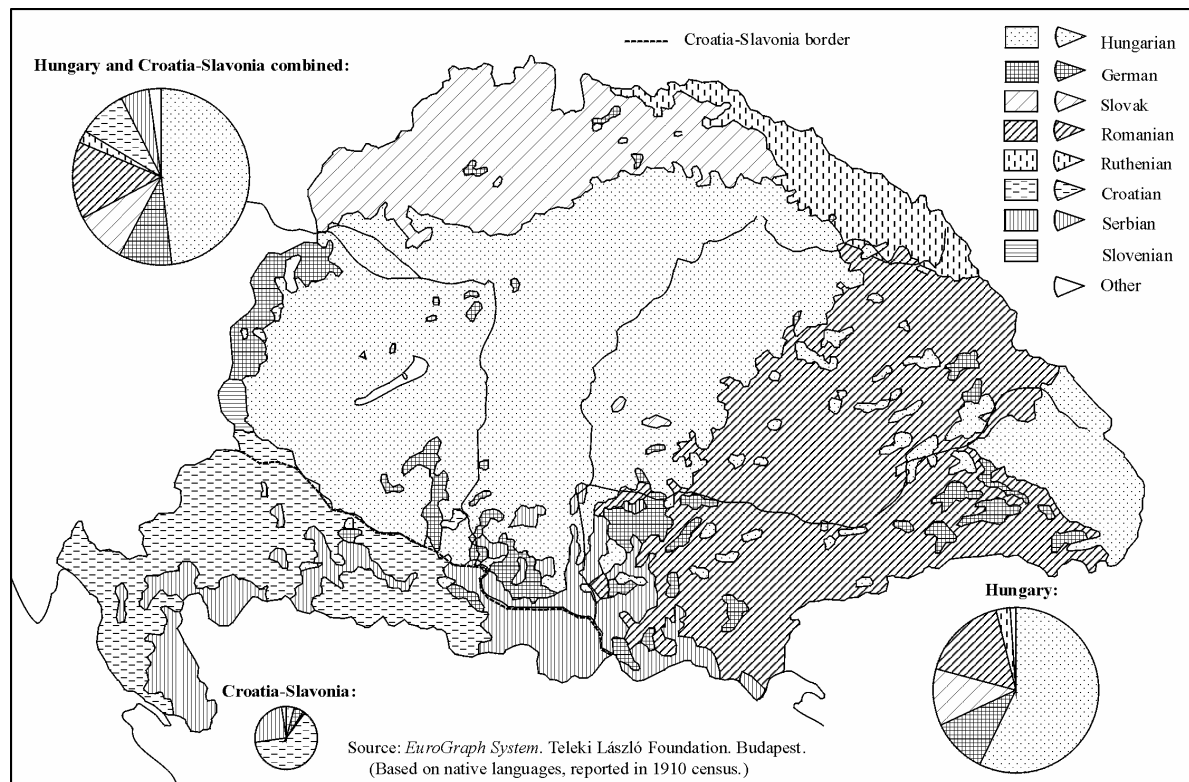 Croatia-Slavonia border
Hungary and Croatia-Slavonia combined:
Hungarian
German
Slovak
Romanian
Ruthenian
Croatian
Serbian
Slovenian
Other
Hungary:
Croatia-Slavonia:
Source: EuroGraph System. Teleki László Foundation. Budapest.
(Based on native languages, reported in 1910 census.)